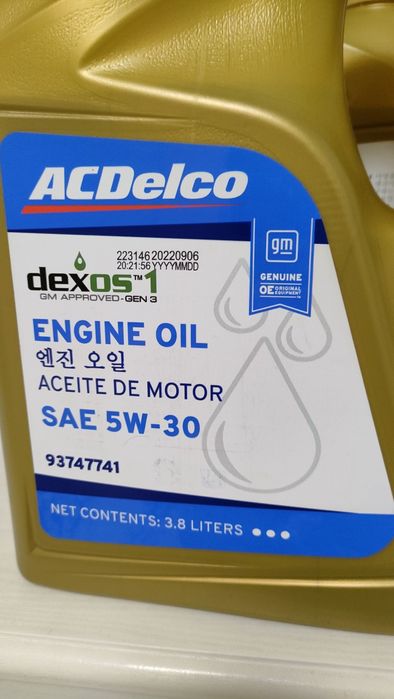 ACDelco
gm
GENUINE
OE ORIGINAL EQUIPMENT
223146 20220906
20:21:56 YYYYMMDD
dexos™1
GM APPROVED-GEN 3
ENGINE OIL
엔진 오일
ACEITE DE MOTOR
SAE 5W-30
93747741
NET CONTENTS: 3.8 LITERS